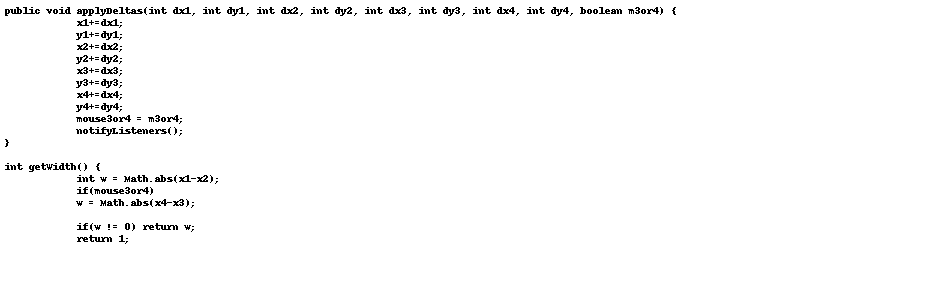 public void applyDeltas(int dx1, int dy1, int dx2, int dy2, int dx3, int dy3, int dx4, int dy4, boolean m3or4) {
x1+=dx1;
y1+=dy1;
x2+=dx2;
y2+=dy2;
x3+=dx3;
y3+=dy3;
x4+=dx4;
y4+=dy4;
mouse3or4 = m3or4;
notifyListeners();
}
int getWidth() {
int w = Math.abs(x1-x2);
if(mouse3or4)
w = Math.abs(x4-x3);
if(w != 0) return w;
return 1;